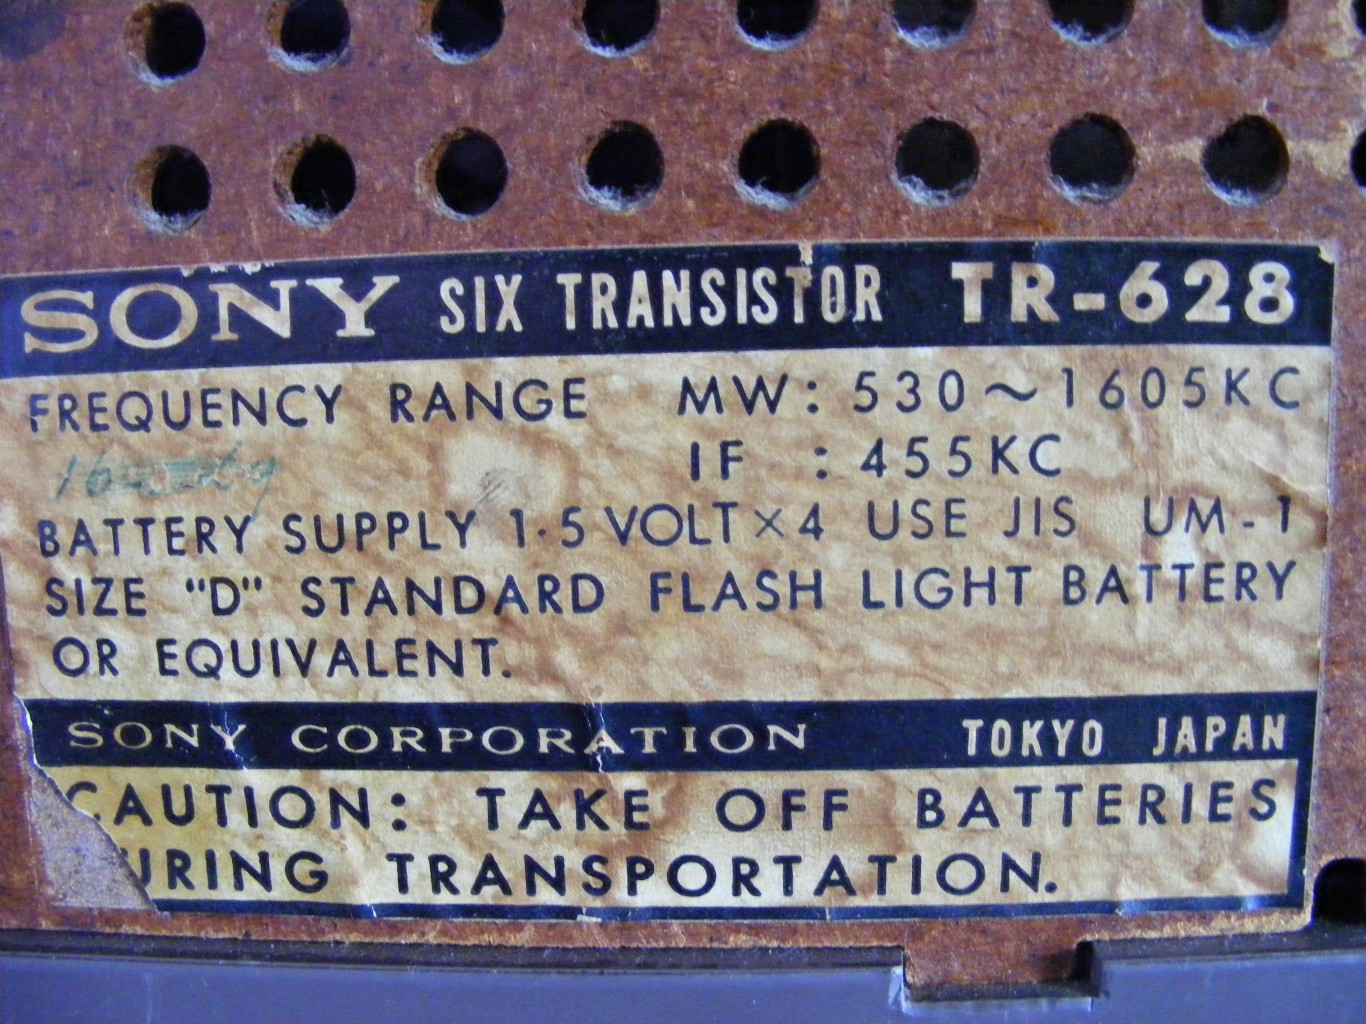 SONY SIX TRANSISTOR TR-628
FREQUENCY RANGE MW: 530~1605KC
IF : 455KC
BATTERY SUPPLY 1·5 VOLT×4 USE JIS UM-1
SIZE "D" STANDARD FLASH LIGHT BATTERY
OR EQUIVALENT.
SONY CORPORATION TOKYO JAPAN
CAUTION: TAKE OFF BATTERIES
URING TRANSPORTATION.